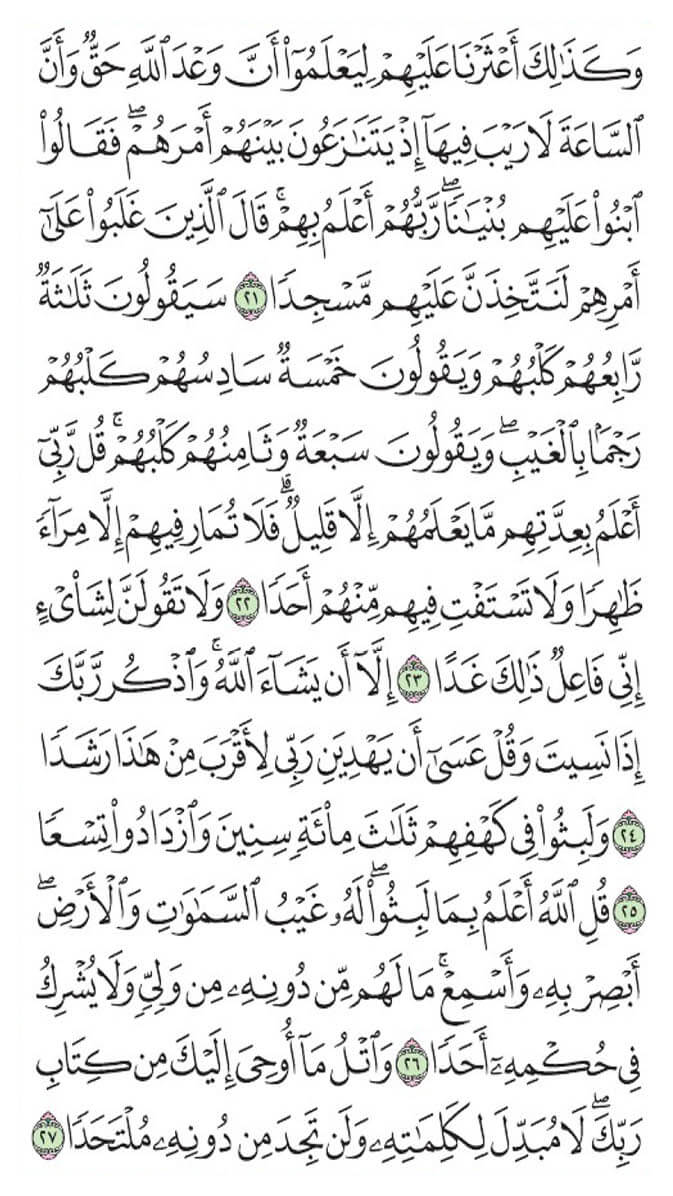 وَكَذَٰلِكَ أَعْثَرْنَا عَلَيْهِمْ لِيَعْلَمُوٓا۟ أَنَّ وَعْدَ ٱللَّهِ حَقٌّ وَأَنَّ
ٱلسَّاعَةَ لَا رَيْبَ فِيهَآ إِذْ يَتَنَٰزَعُونَ بَيْنَهُمْ أَمْرَهُمْ ۖ فَقَالُوا۟
ٱبْنُوا۟ عَلَيْهِم بُنْيَٰنًا ۖ رَّبُّهُمْ أَعْلَمُ بِهِمْ ۚ قَالَ ٱلَّذِينَ غَلَبُوا۟ عَلَىٰٓ
أَمْرِهِمْ لَنَتَّخِذَنَّ عَلَيْهِم مَّسْجِدًا ٢١ سَيَقُولُونَ ثَلَٰثَةٌ
رَّابِعُهُمْ كَلْبُهُمْ وَيَقُولُونَ خَمْسَةٌ سَادِسُهُمْ كَلْبُهُمْ
رَجْمًۢا بِٱلْغَيْبِ ۖ وَيَقُولُونَ سَبْعَةٌ وَثَامِنُهُمْ كَلْبُهُمْ ۚ قُل رَّبِّىٓ
أَعْلَمُ بِعِدَّتِهِم مَّا يَعْلَمُهُمْ إِلَّا قَلِيلٌ ۗ فَلَا تُمَارِ فِيهِمْ إِلَّا مِرَآءً
ظَٰهِرًا وَلَا تَسْتَفْتِ فِيهِم مِّنْهُمْ أَحَدًا ٢٢ وَلَا تَقُولَنَّ لِشَا۟ىْءٍ
إِنِّى فَاعِلٌ ذَٰلِكَ غَدًا ٢٣ إِلَّآ أَن يَشَآءَ ٱللَّهُ ۚ وَٱذْكُر رَّبَّكَ
إِذَا نَسِيتَ وَقُلْ عَسَىٰٓ أَن يَهْدِيَنِ رَبِّى لِأَقْرَبَ مِنْ هَٰذَا رَشَدًا
٢٤ وَلَبِثُوا۟ فِى كَهْفِهِمْ ثَلَٰثَ مِا۟ئَةٍ سِنِينَ وَٱزْدَادُوا۟ تِسْعًا
٢٥ قُلِ ٱللَّهُ أَعْلَمُ بِمَا لَبِثُوا۟ ۖ لَهُۥ غَيْبُ ٱلسَّمَٰوَٰتِ وَٱلْأَرْضِ ۖ
أَبْصِرْ بِهِۦ وَأَسْمِعْ ۚ مَا لَهُم مِّن دُونِهِۦ مِن وَلِىٍّ وَلَا يُشْرِكُ
فِى حُكْمِهِۦٓ أَحَدًا ٢٦ وَٱتْلُ مَآ أُوحِىَ إِلَيْكَ مِن كِتَابِ
رَبِّكَ ۖ لَا مُبَدِّلَ لِكَلِمَٰتِهِۦ وَلَن تَجِدَ مِن دُونِهِۦ مُلْتَحَدًا ٢٧